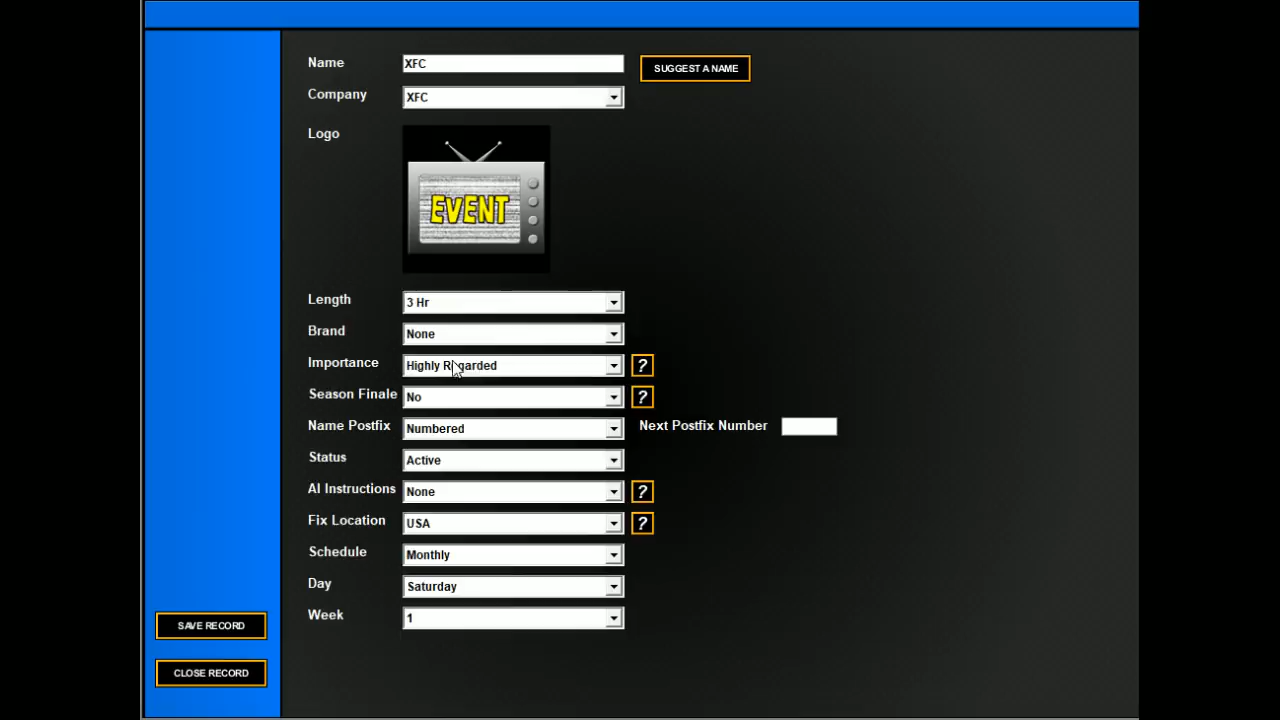 Name XFC SUGGEST A NAME
Company XFC
Logo
EVENT
Length 3 Hr
Brand None
Importance Highly Regarded ?
Season Finale No ?
Name Postfix Numbered Next Postfix Number
Status Active
AI Instructions None ?
Fix Location USA ?
Schedule Monthly
Day Saturday
Week 1
SAVE RECORD
CLOSE RECORD